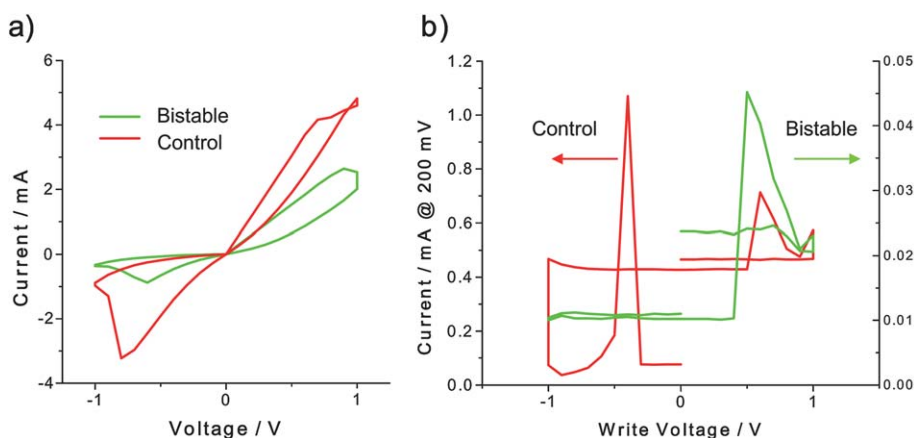 a)
6
4
2
0
-2
-4
-1
0
1
Current / mA
Voltage / V
Bistable
Control
b)
1.2
1.0
0.8
0.6
0.4
0.2
0.0
-1
0
1
Current / mA @ 200 mV
Write Voltage / V
Control
Bistable
0.05
0.04
0.03
0.02
0.01
0.00